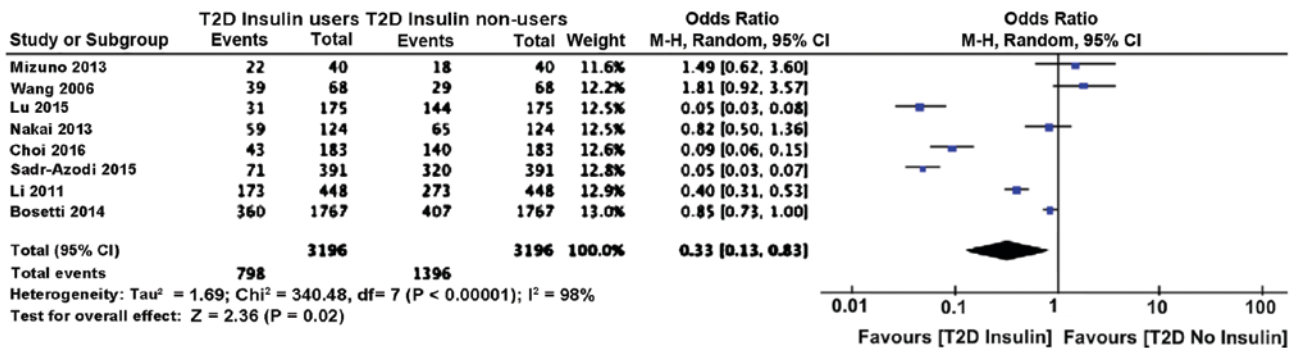 T2D Insulin users T2D Insulin non-users Odds Ratio Odds Ratio
Study or Subgroup Events Total Events Total Weight M-H, Random, 95% CI M-H, Random, 95% CI
Mizuno 2013 22 40 18 40 11.6% 1.49 [0.62, 3.60]
Wang 2006 39 68 29 68 12.2% 1.81 [0.92, 3.57]
Lu 2015 31 175 144 175 12.5% 0.05 [0.03, 0.08]
Nakai 2013 59 124 65 124 12.5% 0.82 [0.50, 1.36]
Choi 2016 43 183 140 183 12.6% 0.09 [0.06, 0.15]
Sadr-Azodi 2015 71 391 320 391 12.8% 0.05 [0.03, 0.07]
Li 2011 173 448 273 448 12.9% 0.40 [0.31, 0.53]
Bosetti 2014 360 1767 407 1767 13.0% 0.85 [0.73, 1.00]
Total (95% CI) 3196 3196 100.0% 0.33 [0.13, 0.83]
Total events 798 1396
Heterogeneity: Tau² = 1.69; Chi² = 340.48, df= 7 (P < 0.00001); I² = 98%
Test for overall effect: Z = 2.36 (P = 0.02)
0.01 0.1 1 10 100
Favours [T2D Insulin] Favours [T2D No Insulin]